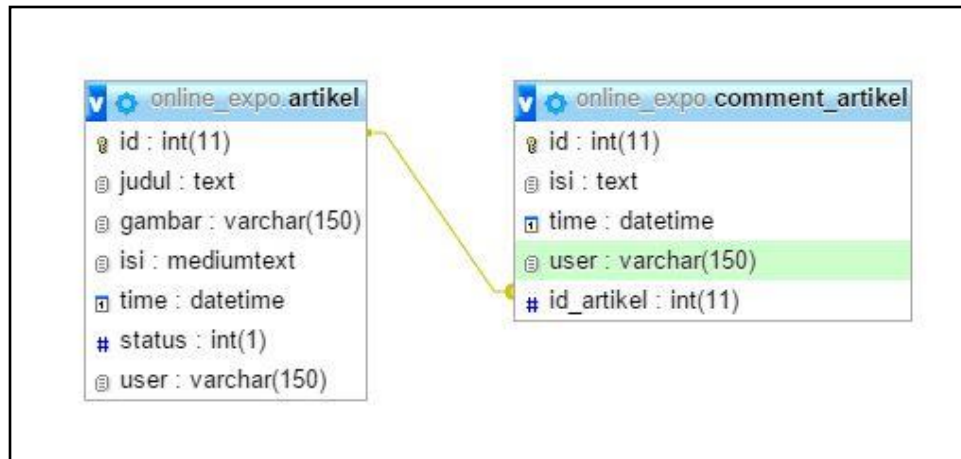 online_expo.artikel
id : int(11)
judul : text
gambar : varchar(150)
isi : mediumtext
time : datetime
# status : int(1)
user : varchar(150)
online_expo.comment_artikel
id : int(11)
isi : text
time : datetime
user : varchar(150)
# id_artikel : int(11)